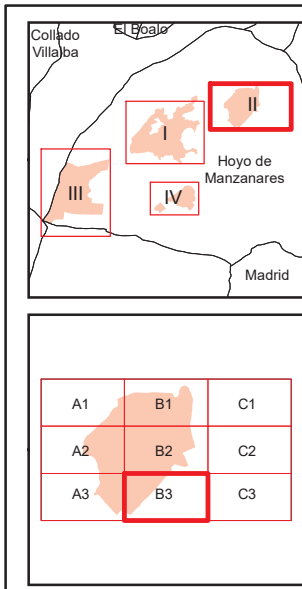 El Boalo
Collado
Villalba
I
II
Hoyo de
Manzanares
III
IV
Madrid
A1 B1 C1
A2 B2 C2
A3 B3 C3